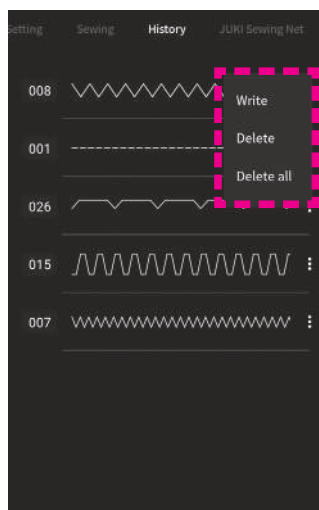 Setting Sewing History JUKI Sewing Net
008
Write
001
Delete
Delete all
026
015
007